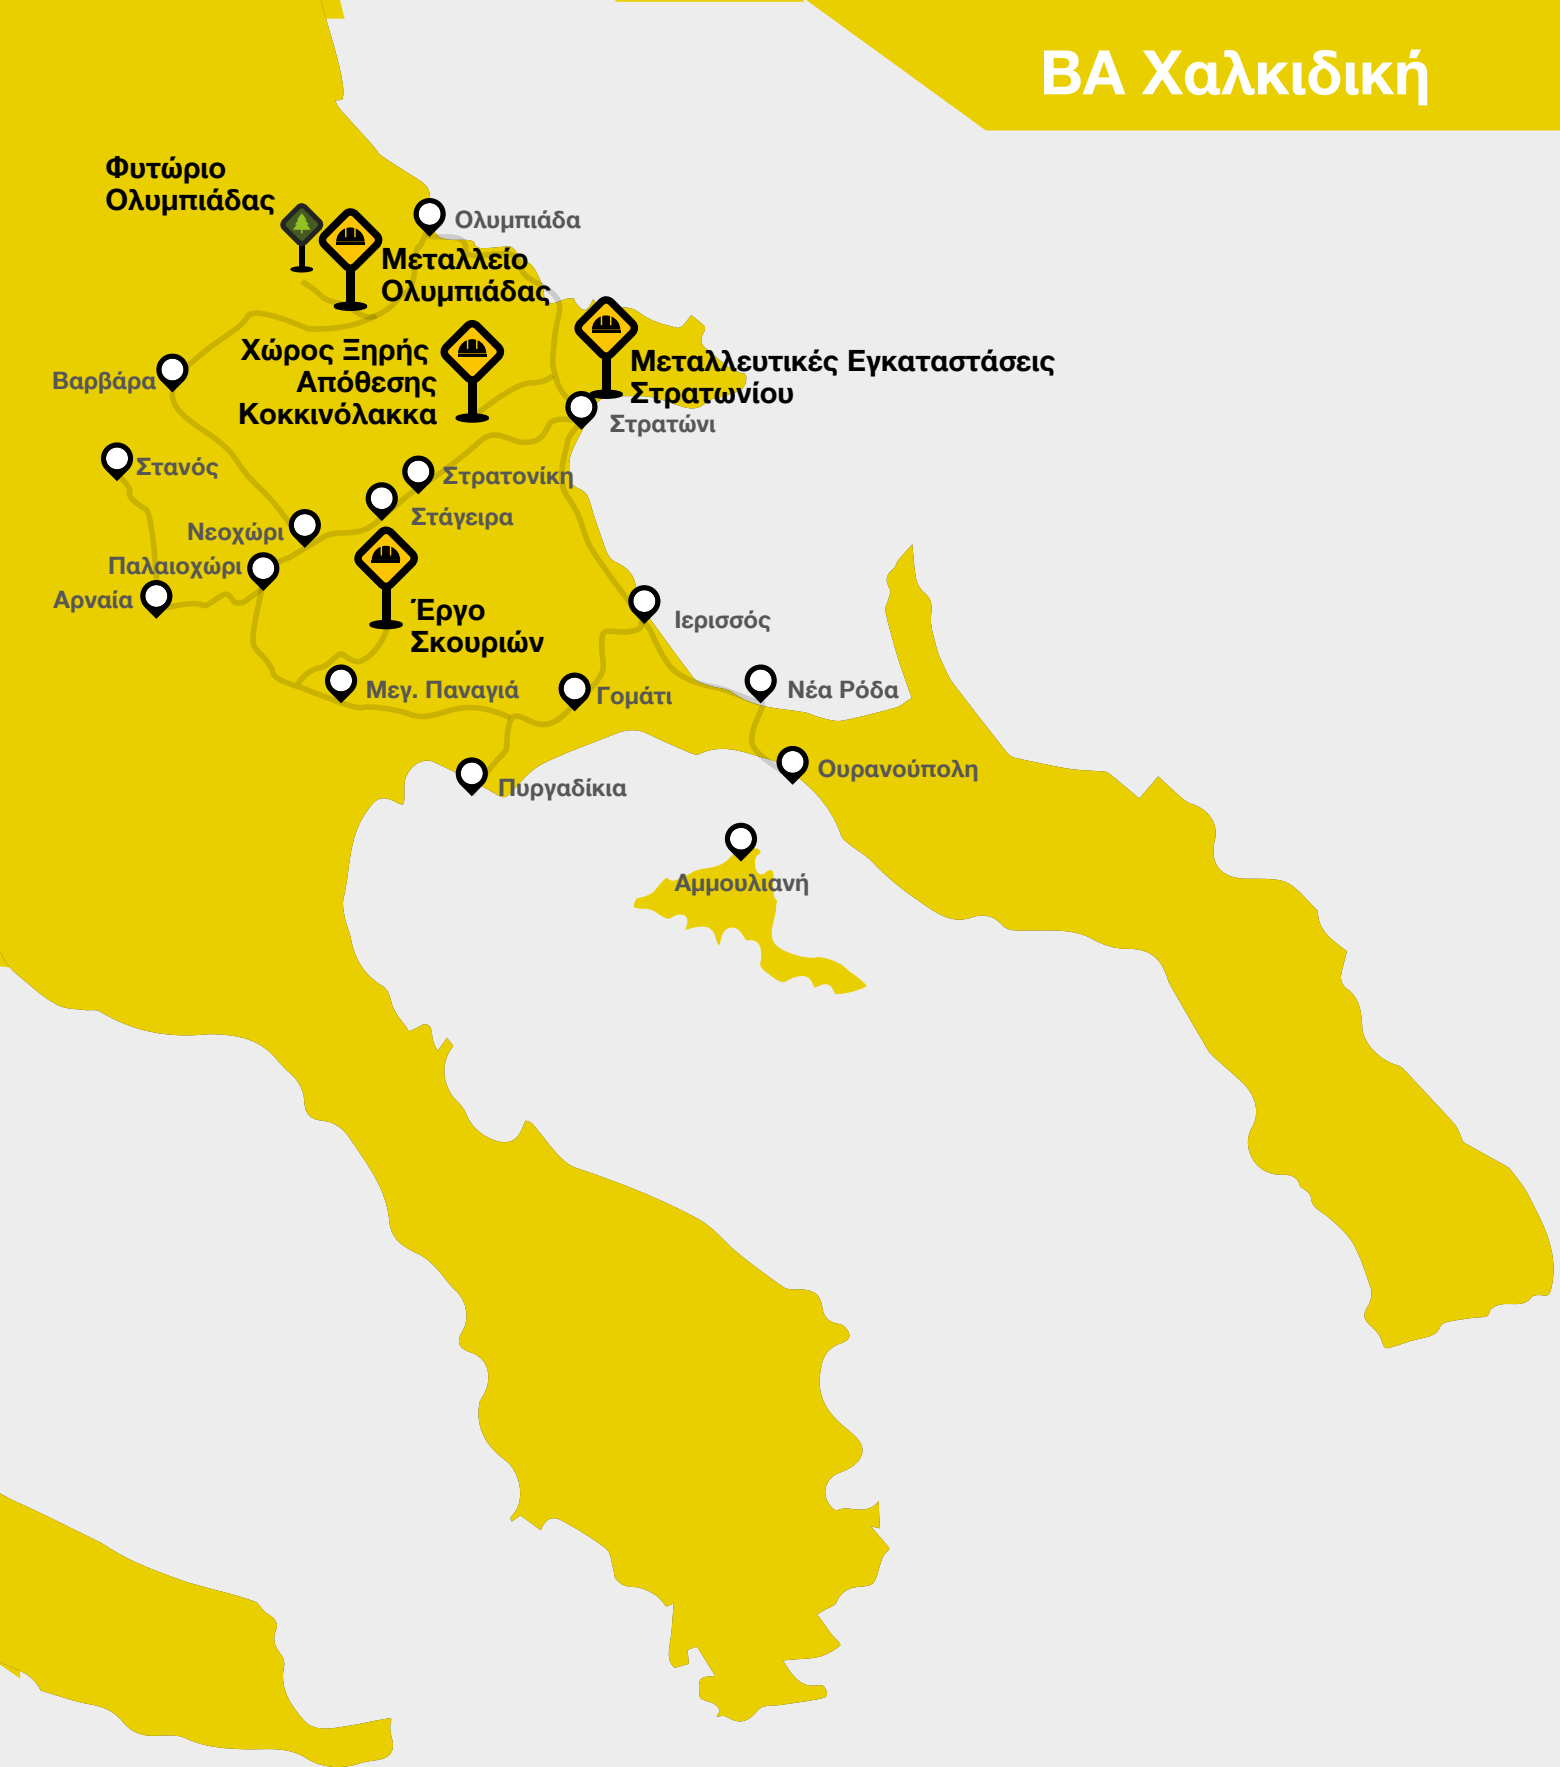 ΒΑ Χαλκιδική
Φυτώριο
Ολυμπιάδας
Ολυμπιάδα
Μεταλλείο
Ολυμπιάδας
Χώρος Ξηρής
Απόθεσης
Κοκκινόλακκα
Μεταλλευτικές Εγκαταστάσεις
Στρατωνίου
Βαρβάρα
Στρατώνι
Στανός
Στρατονίκη
Στάγειρα
Νεοχώρι
Παλαιοχώρι
Αρναία
Έργο
Σκουριών
Ιερισσός
Μεγ. Παναγιά
Γομάτι
Νέα Ρόδα
Ουρανούπολη
Πυργαδίκια
Αμμουλιανή